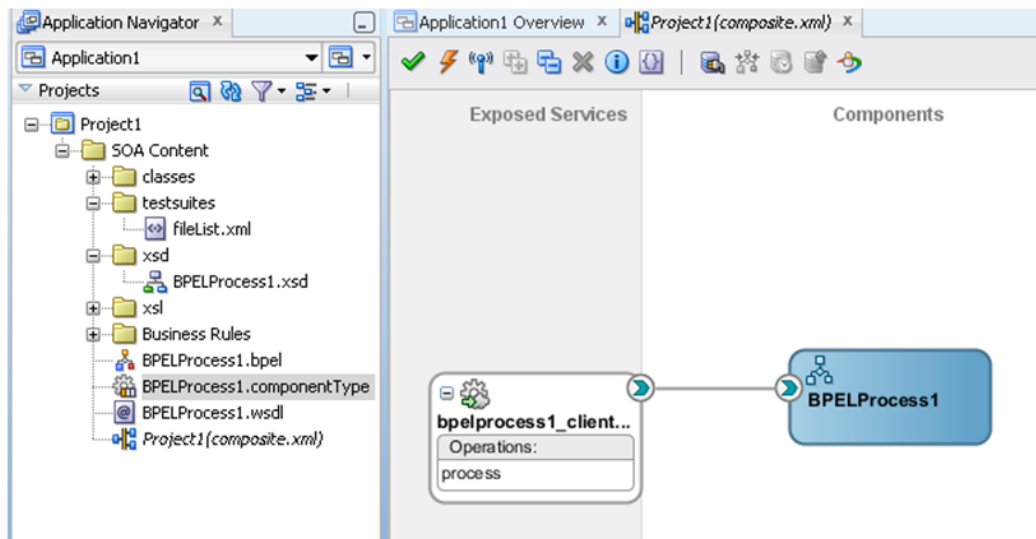 Application Navigator x
Application1
Projects
Project1
SOA Content
classes
testsuites
fileList.xml
xsd
BPELProcess1.xsd
xsl
Business Rules
BPELProcess1.bpel
BPELProcess1.componentType
BPELProcess1.wsdl
Project1(composite.xml)
Application1 Overview x Project1(composite.xml) x
Exposed Services
Components
bpelprocess1_client...
Operations:
process
BPELProcess1